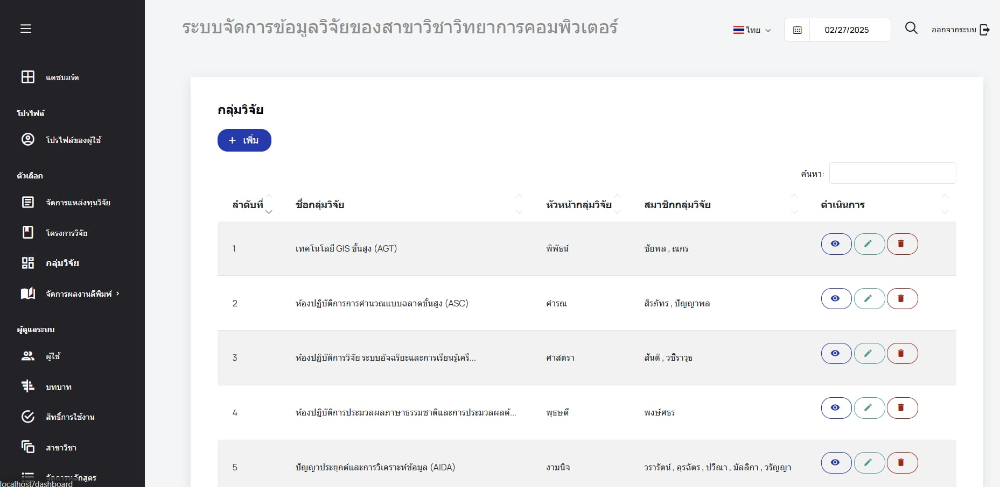 ระบบจัดการข้อมูลวิจัยของสาขาวิชาวิทยาการคอมพิวเตอร์
ไทย
02/27/2025
ออกจากระบบ
แดชบอร์ด
โปรไฟล์
โปรไฟล์ของผู้ใช้
ตัวเลือก
จัดการแหล่งทุนวิจัย
โครงการวิจัย
กลุ่มวิจัย
จัดการผลงานตีพิมพ์
ผู้ดูแลระบบ
ผู้ใช้
บทบาท
สิทธิ์การใช้งาน
สาขาวิชา
จัดการหลักสูตร
localhost/dashboard
กลุ่มวิจัย
+ เพิ่ม
ค้นหา:
ลำดับที่ ชื่อกลุ่มวิจัย หัวหน้ากลุ่มวิจัย สมาชิกกลุ่มวิจัย ดำเนินการ
1 เทคโนโลยี GIS ขั้นสูง (AGT) พิพัธน์ ชัยพล , ณกร
2 ห้องปฏิบัติการการคำนวณแบบฉลาดขั้นสูง (ASC) คำรณ สิรภัทร , ปัญญาพล
3 ห้องปฏิบัติการวิจัย ระบบอัจฉริยะและการเรียนรู้เครื่... ศาสตรา สันติ , วชิราวุธ
4 ห้องปฎิบัติการประมวลผลภาษาธรรมชาติและการประมวลผลด้... พุธษดี พงษ์ศธร
5 ปัญญาประยุกต์และการวิเคราะห์ข้อมูล (AIDA) งามนิจ วรารัตน์ , อุรฉัตร , ปวีณา , มัลลิกา , วรัญญา